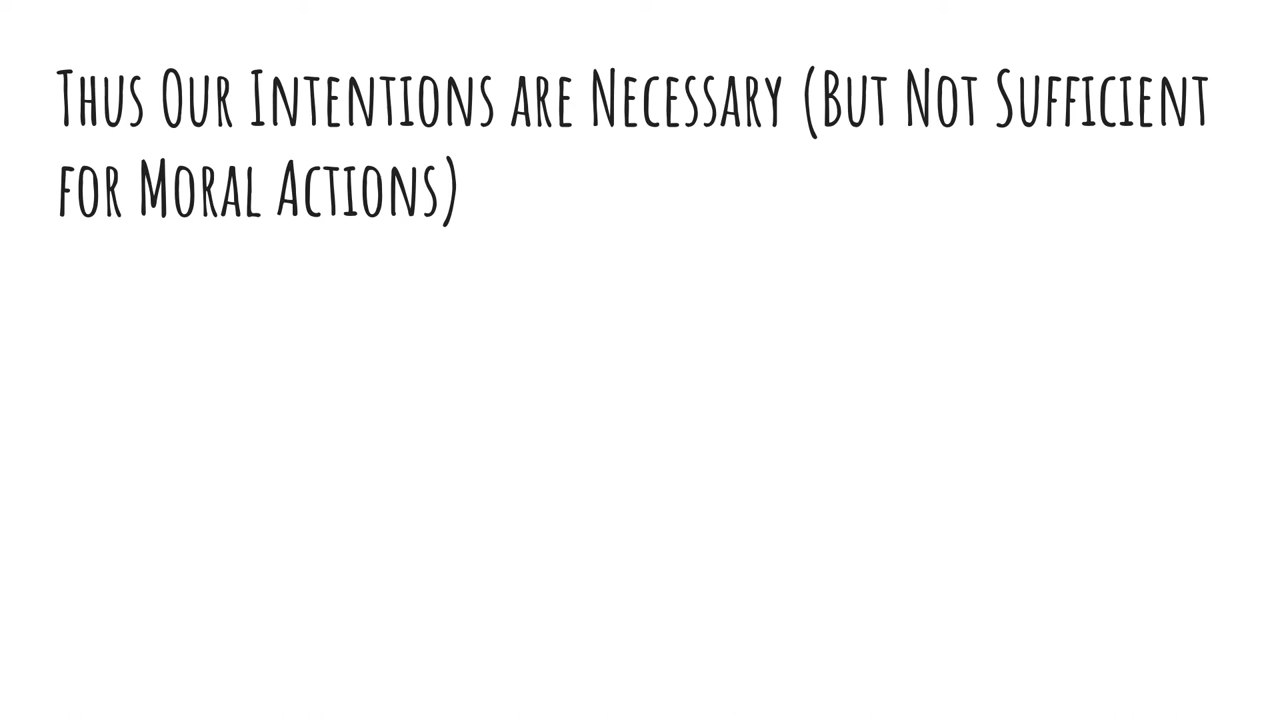 Thus Our Intentions are Necessary (But Not Sufficient
for Moral Actions)